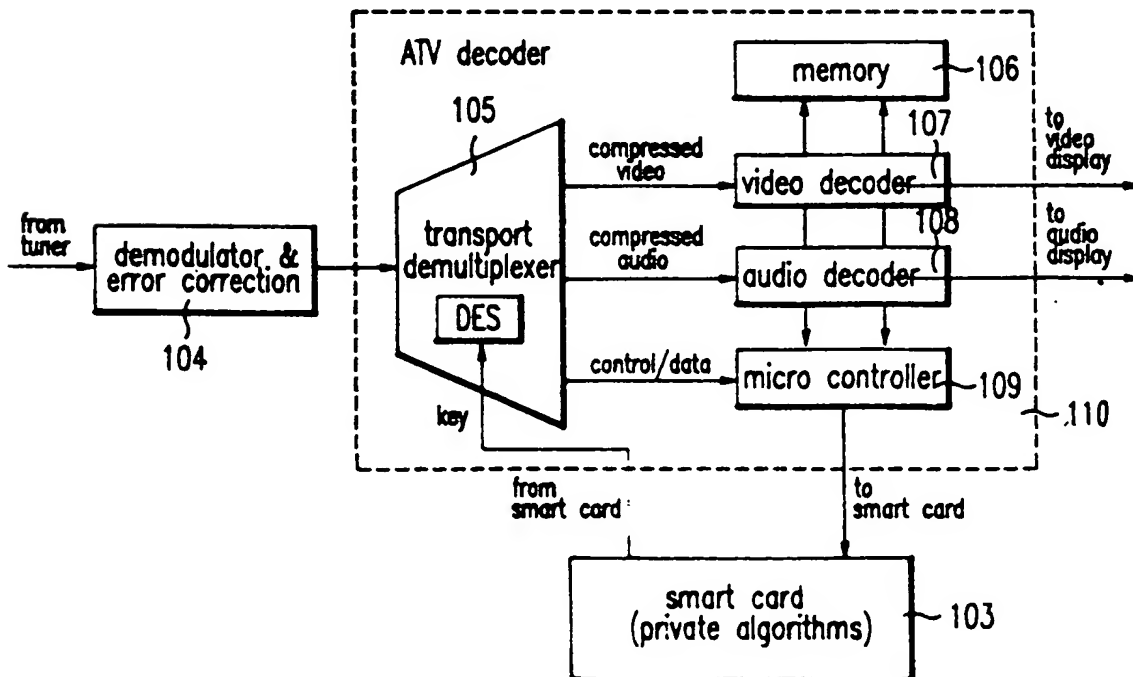 ATV decoder
memory
106
105
107
to
video
display
compressed
video
video decoder
from
tuner
demodulator &
error correction
104
transport
demultiplexer
DES
compressed
audio
108
audio decoder
to
audio
display
control/data
micro controller
109
110
key
from
smart card
to
smart card
smart card
(private algorithms)
103